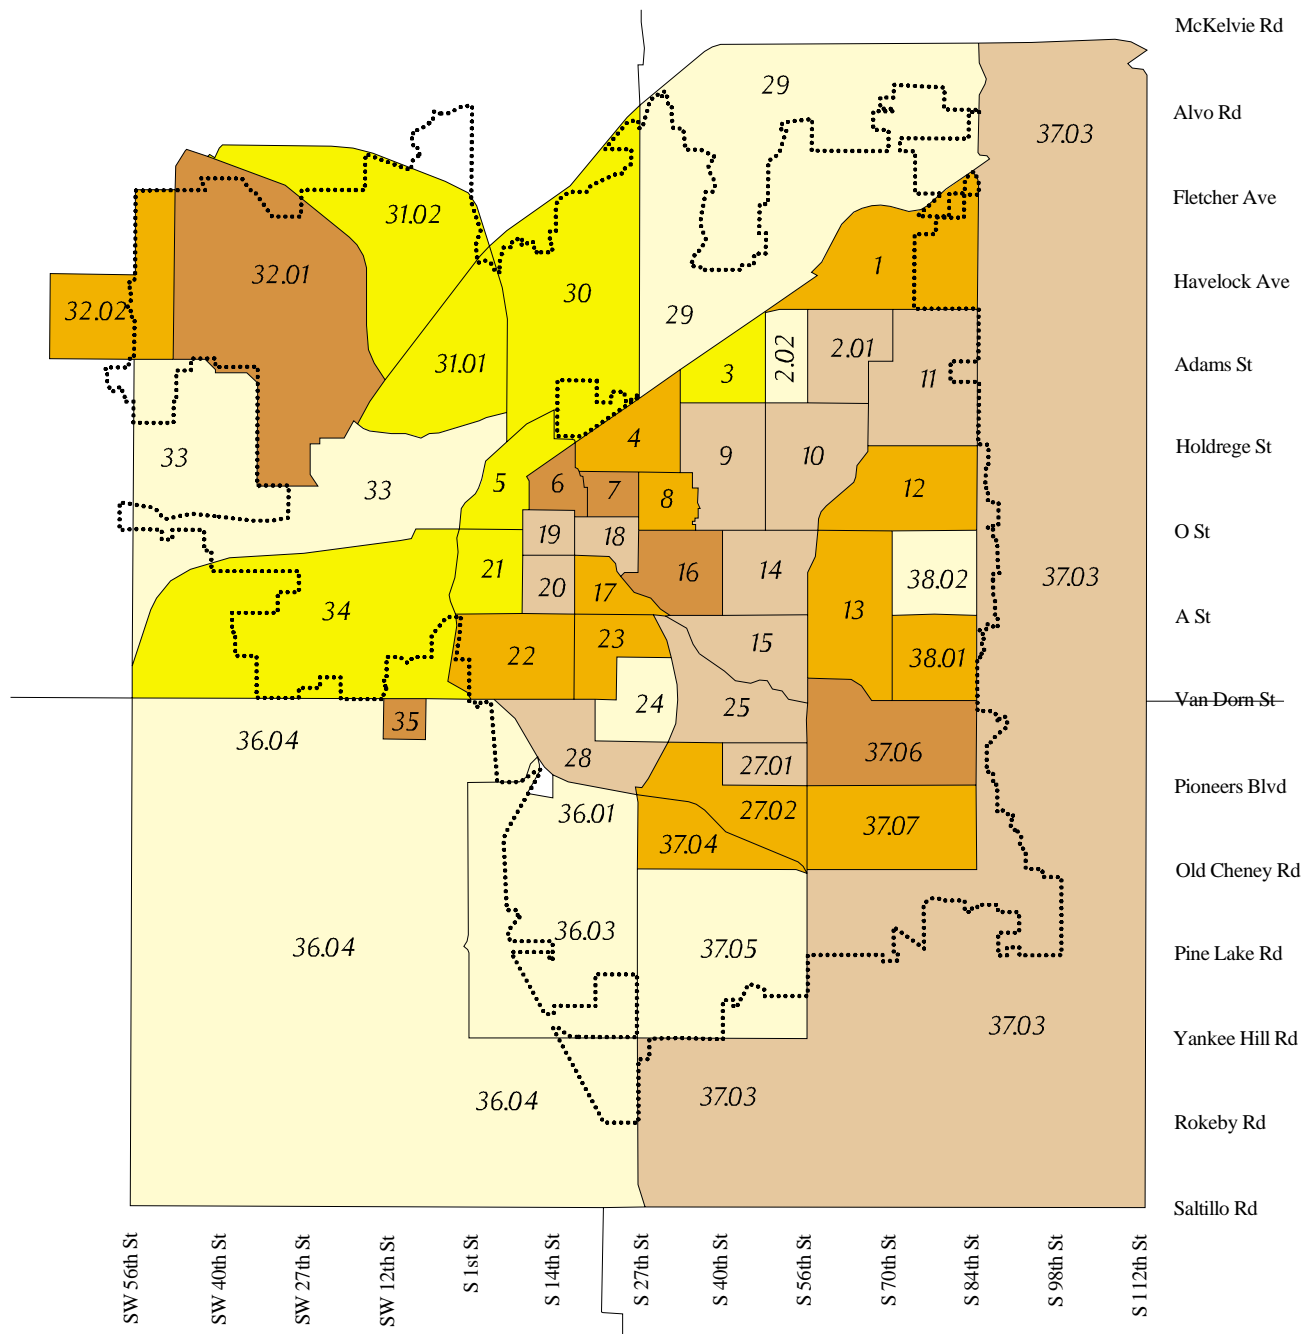 McKelvie Rd
29
Alvo Rd
37.03
Fletcher Ave
31.02
1
32.01
Havelock Ave
30
32.02
29
2.02
2.01
Adams St
31.01
3
11
Holdrege St
4
33
9
10
5
6
7
8
12
33
O St
19
18
21
16
14
38.02
37.03
20
17
34
13
A St
23
15
22
38.01
Van Dorn St
24
25
35
36.04
37.06
28
27.01
Pioneers Blvd
36.01
27.02
37.07
37.04
Old Cheney Rd
36.03
36.04
37.05
Pine Lake Rd
37.03
Yankee Hill Rd
36.04
37.03
Rokeby Rd
Saltillo Rd
SW 56th St
SW 40th St
SW 27th St
SW 12th St
S 1st St
S 14th St
S 27th St
S 40th St
S 56th St
S 70th St
S 84th St
S 98th St
S 112th St